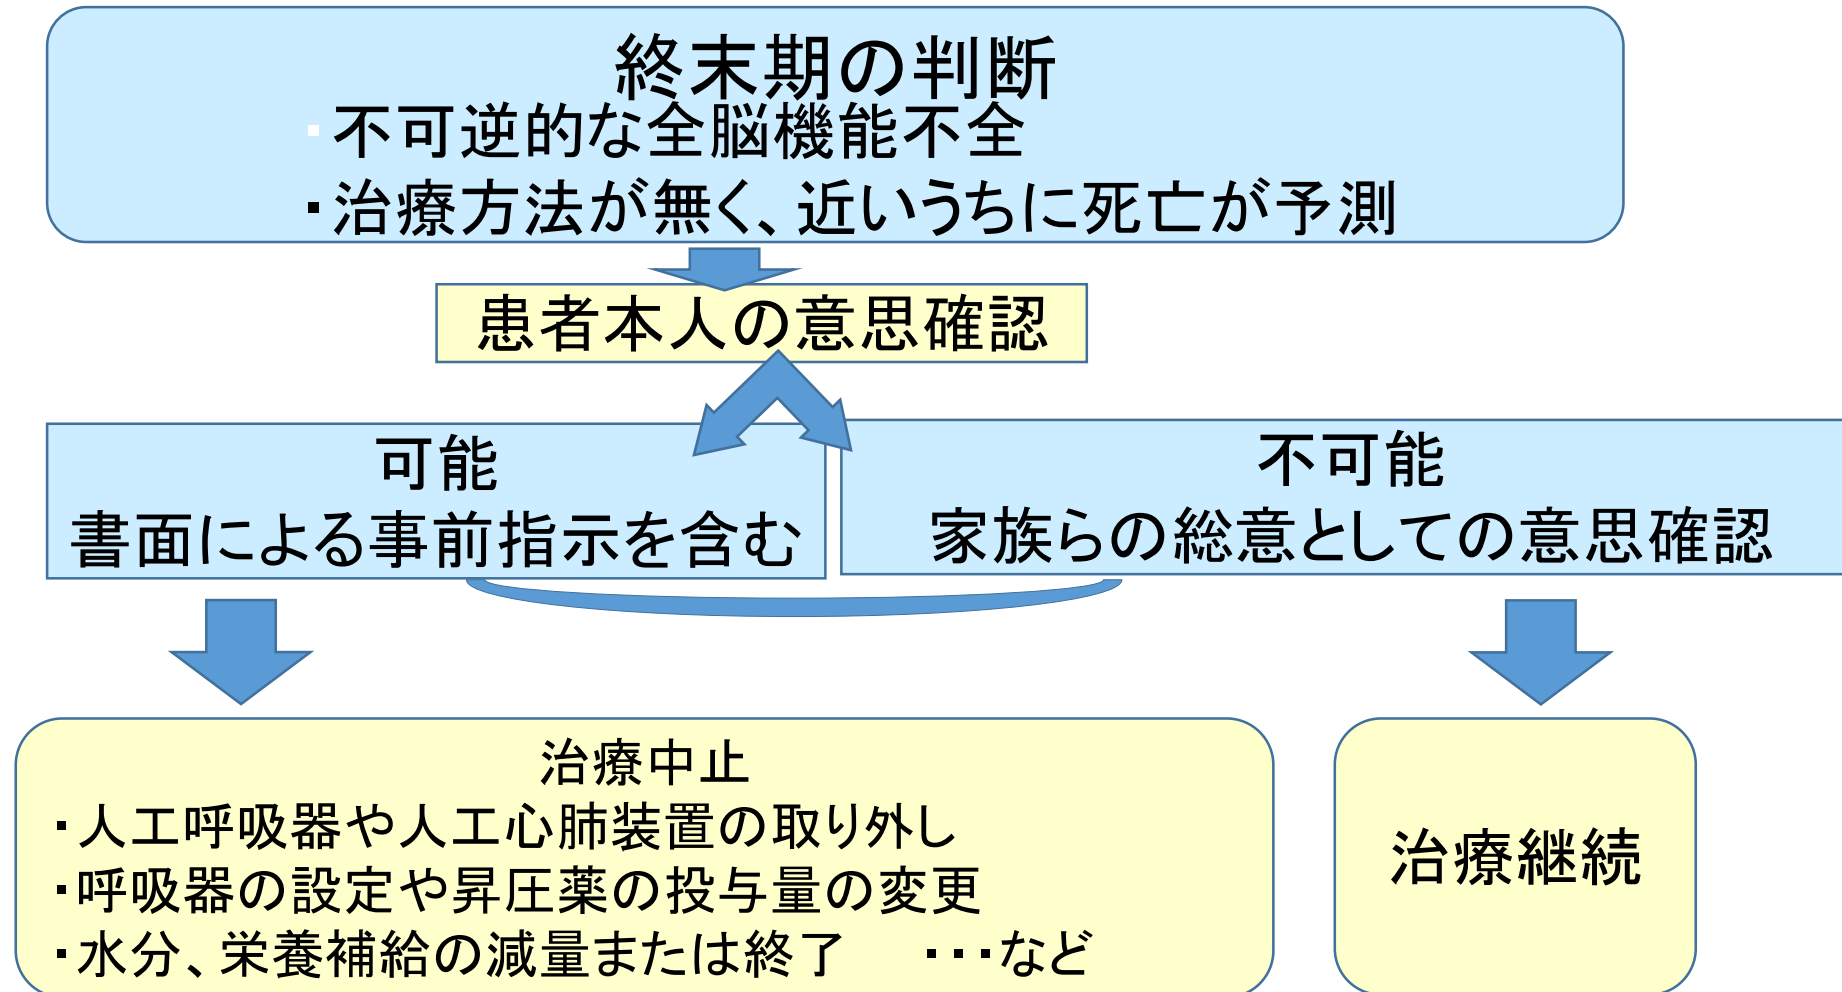 終末期の判断
・不可逆的な全脳機能不全
・治療方法が無く、近いうちに死亡が予測
患者本人の意思確認
可能
書面による事前指示を含む
不可能
家族らの総意としての意思確認
治療中止
・人工呼吸器や人工心肺装置の取り外し
・呼吸器の設定や昇圧薬の投与量の変更
・水分、栄養補給の減量または終了　・・・など
治療継続